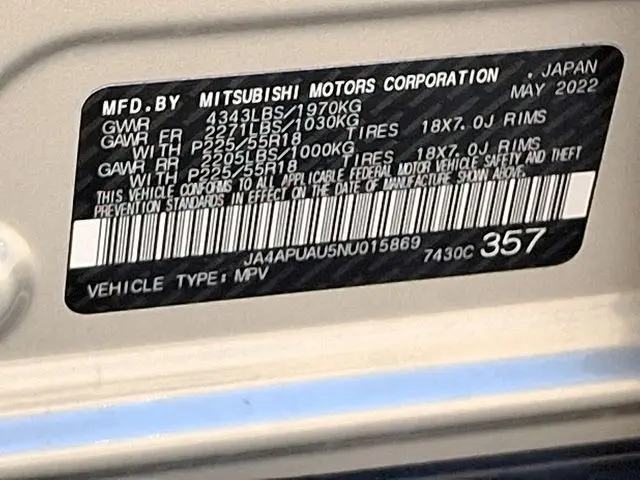 MFD.BY MITSUBISHI MOTORS CORPORATION . JAPAN
MAY 2022
GWR 4343LBS/1970KG
GAWR FR 2271LBS/1030KG
WITH P225/55R18 TIRES 18X7.0J RIMS
GAWR RR 2205LBS/1000KG
WITH P225/55R18 TIRES 18X7.0J RIMS
THIS VEHICLE CONFORMS TO ALL APPLICABLE FEDERAL MOTOR VEHICLE SAFETY AND THEFT
PREVENTION STANDARDS IN EFFECT ON THE DATE OF MANUFACTURE SHOWN ABOVE.
JA4APUAU5NU015869 7430C 357
VEHICLE TYPE: MPV